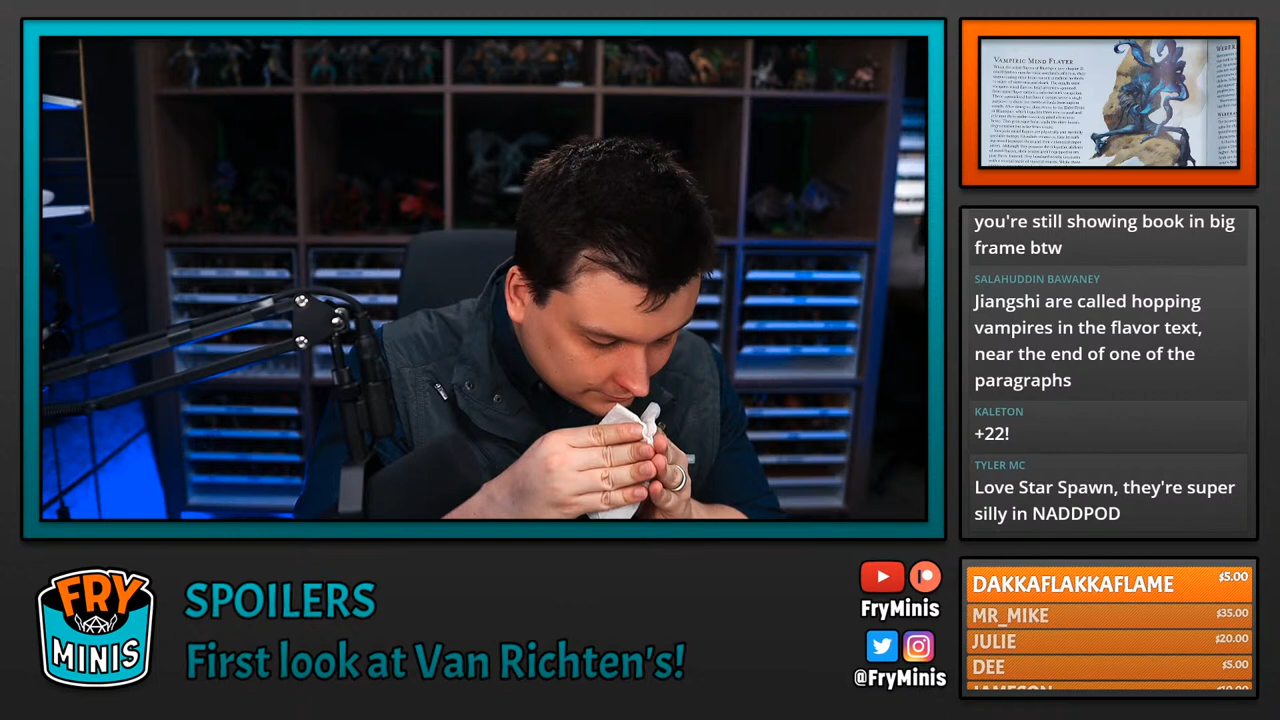 VAMPIRIC MIND FLAYER
you're still showing book in big
frame btw
SALAHUDDIN BAWANEY
Jiangshi are called hopping
vampires in the flavor text,
near the end of one of the
paragraphs
KALETON
+22!
TYLER MC
Love Star Spawn, they're super
silly in NADDPOD
FRY
MINIS
SPOILERS
First look at Van Richten's!
FryMinis
@FryMinis
DAKKAFLAKKAFLAME $5.00
MR_MIKE $35.00
JULIE $20.00
DEE $5.00